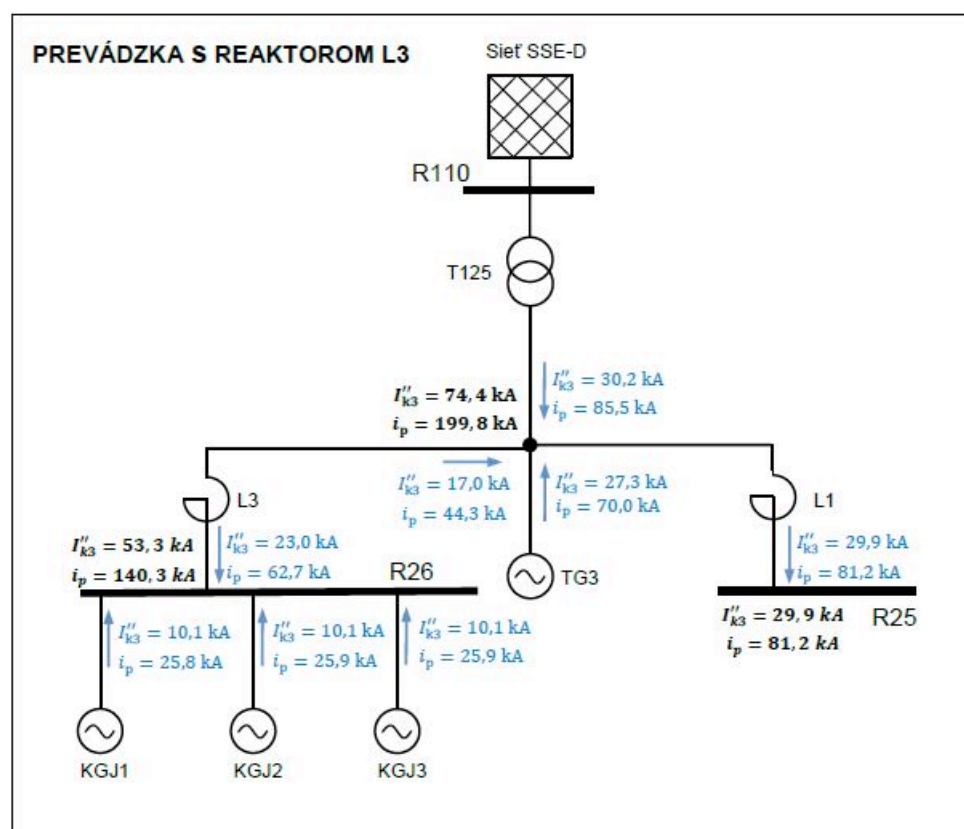 PREVÁDZKA S REAKTOROM L3
Sieť SSE-D
R110
T125
I''k3 = 30,2 kA
ip = 85,5 kA
I''k3 = 74,4 kA
ip = 199,8 kA
I''k3 = 17,0 kA
ip = 44,3 kA
I''k3 = 27,3 kA
ip = 70,0 kA
L3
L1
I''k3 = 53,3 kA
ip = 140,3 kA
I''k3 = 23,0 kA
ip = 62,7 kA
R26
TG3
I''k3 = 29,9 kA
ip = 81,2 kA
I''k3 = 29,9 kA
ip = 81,2 kA
R25
I''k3 = 10,1 kA
ip = 25,8 kA
I''k3 = 10,1 kA
ip = 25,9 kA
I''k3 = 10,1 kA
ip = 25,9 kA
KGJ1
KGJ2
KGJ3